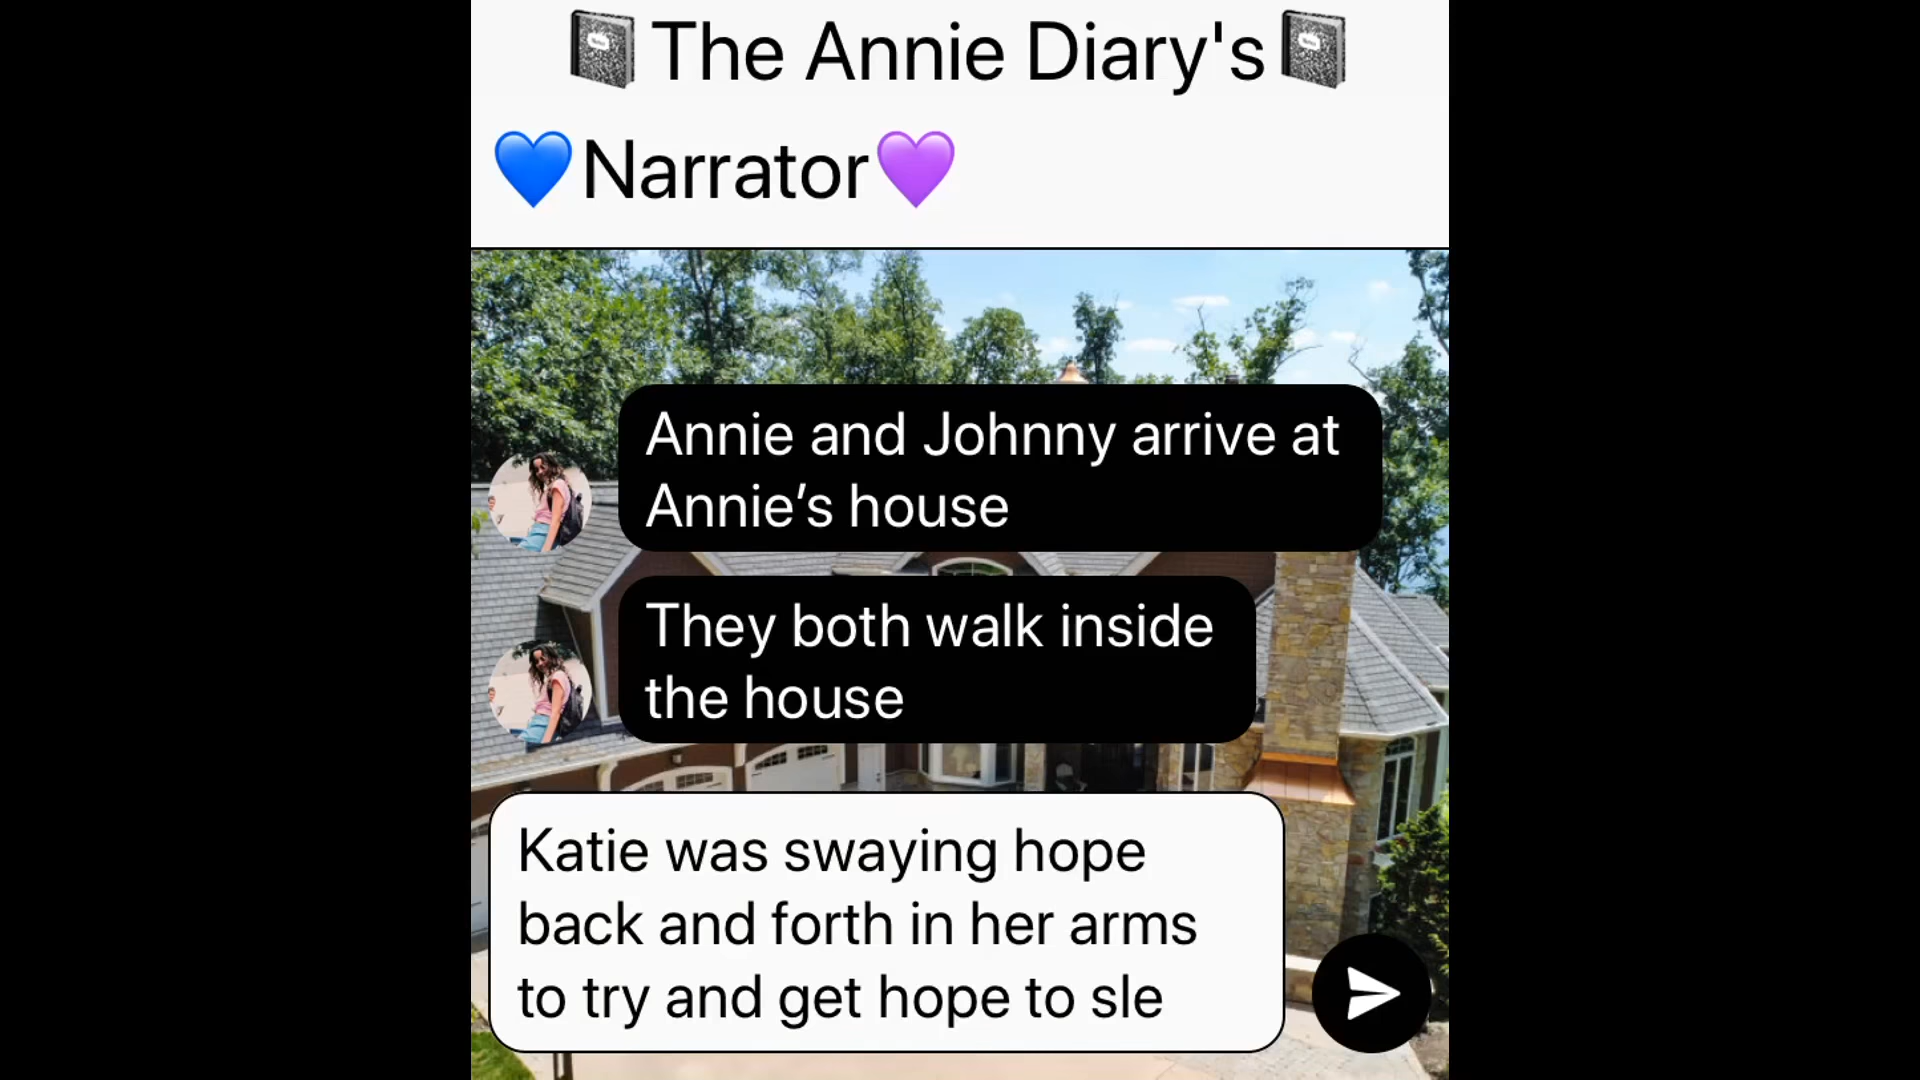 The Annie Diary's
Narrator
Annie and Johnny arrive at
Annie’s house
They both walk inside
the house
Katie was swaying hope
back and forth in her arms
to try and get hope to sle